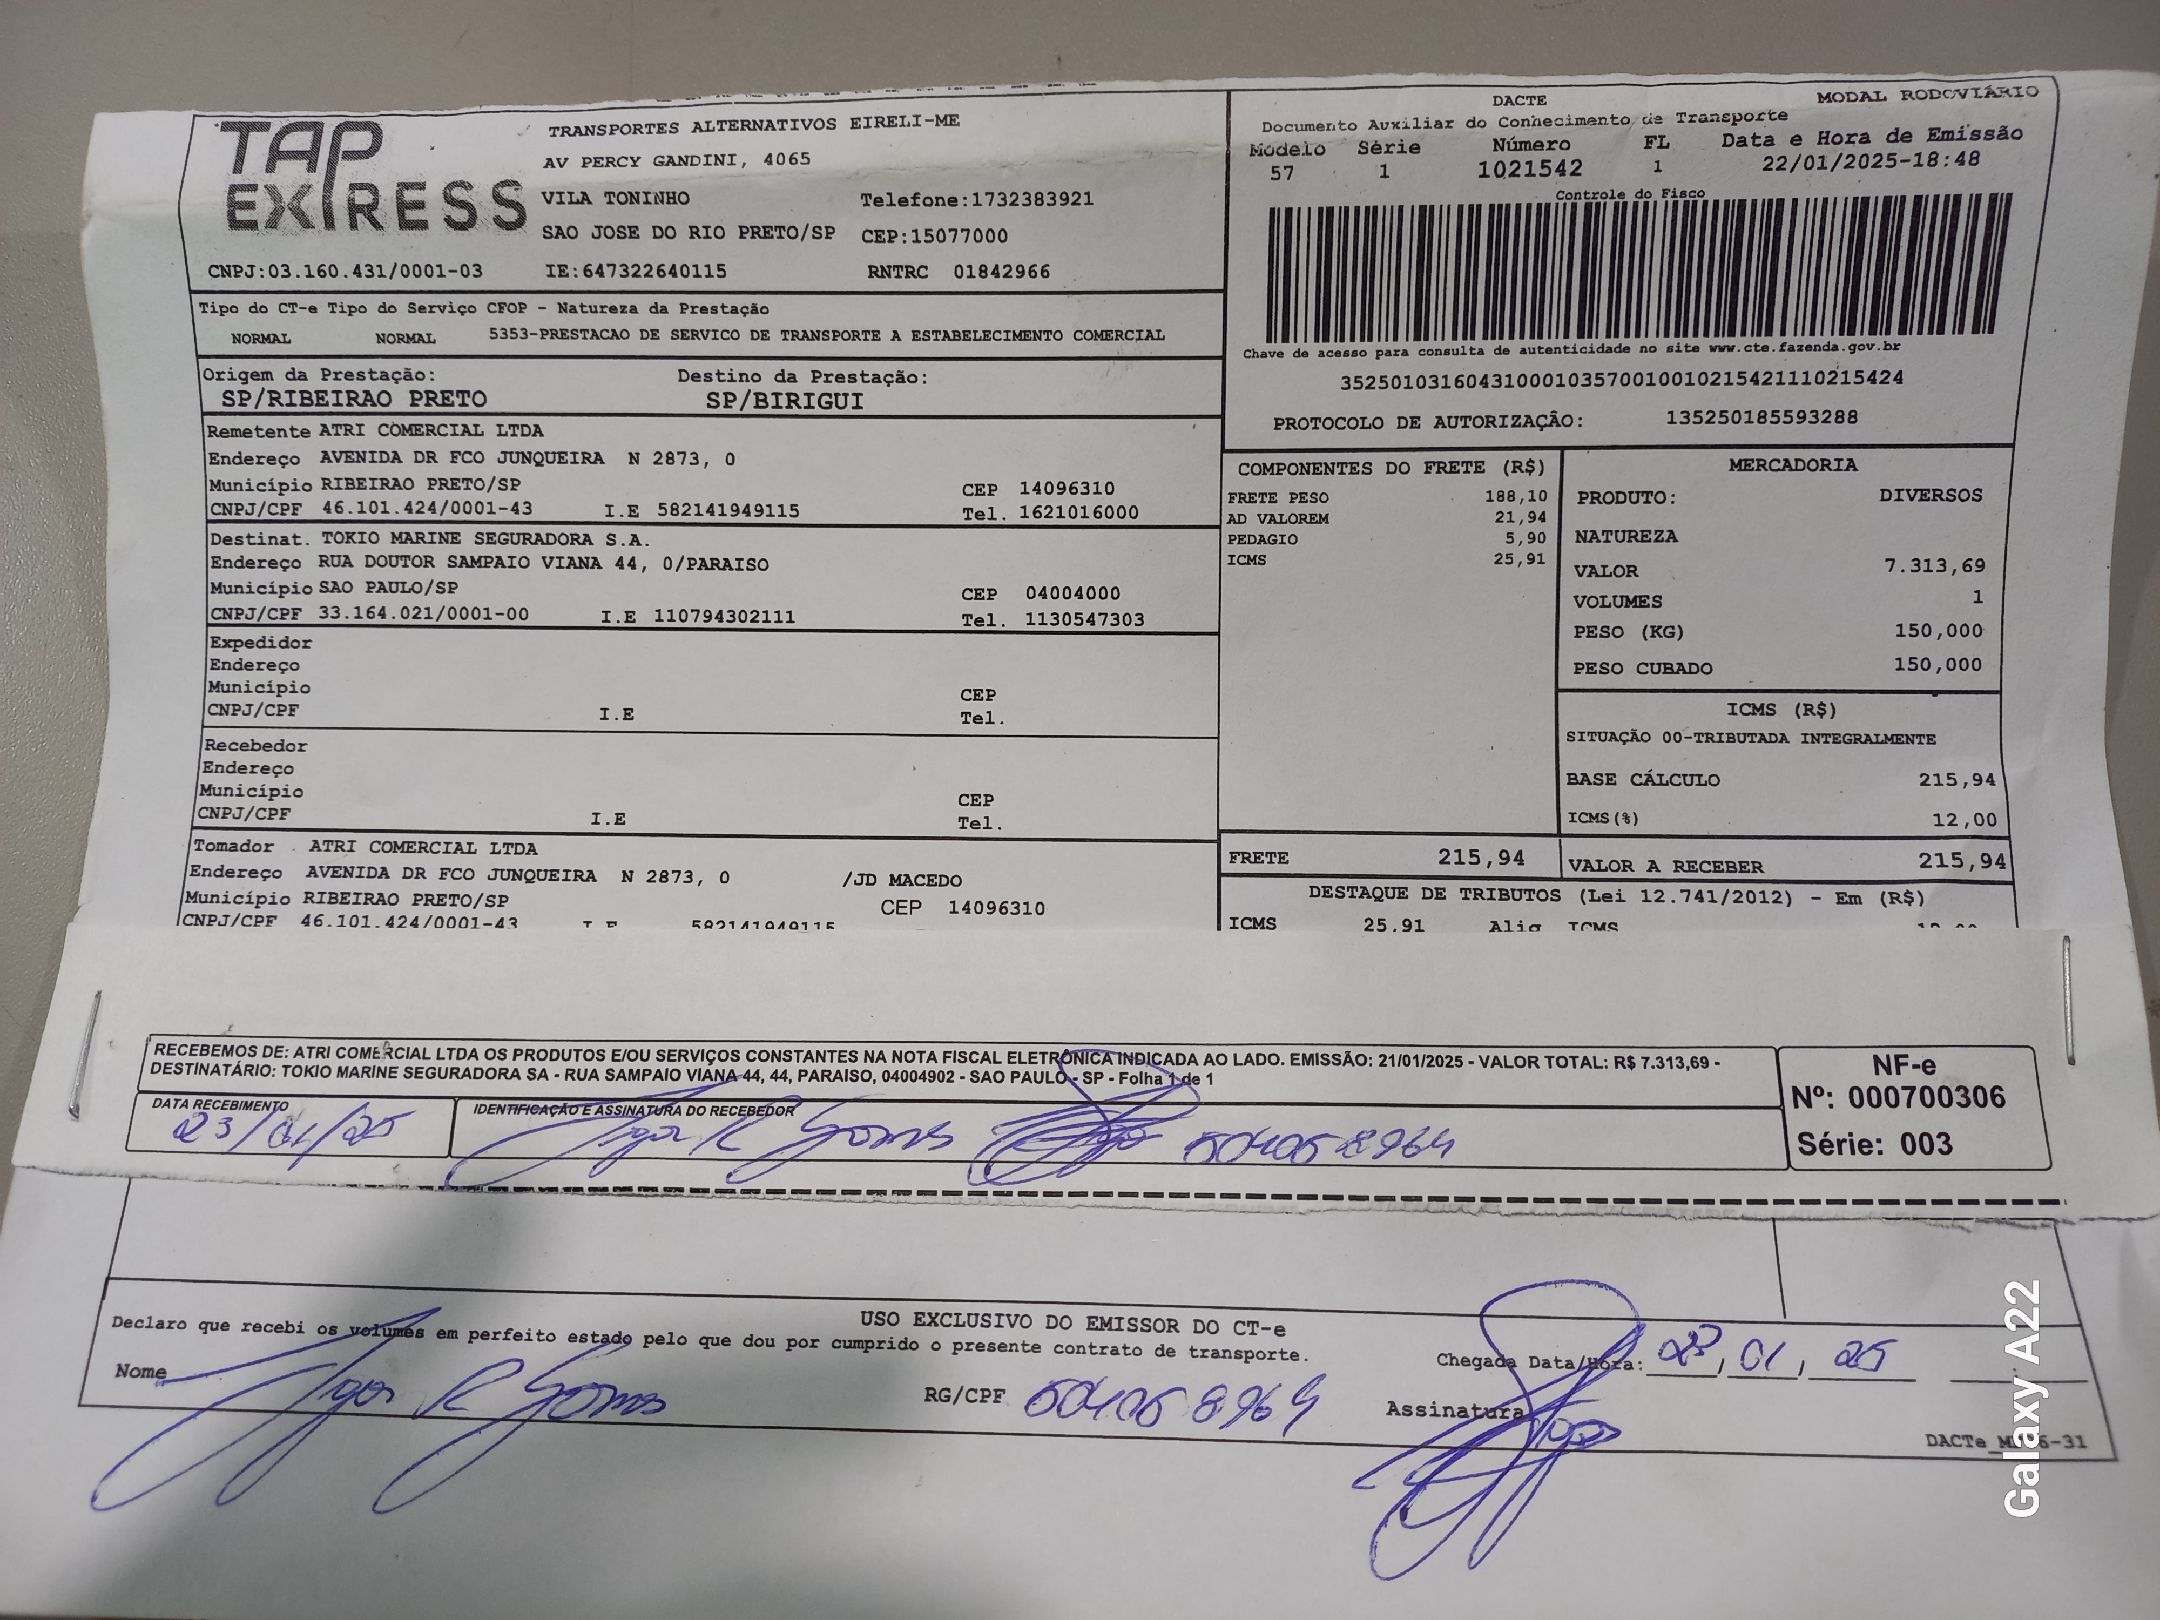 TAP EXPRESS
TRANSPORTES ALTERNATIVOS EIRELI-ME
AV PERCY GANDINI, 4065
VILA TONINHO Telefone:1732383921
SAO JOSE DO RIO PRETO/SP CEP:15077000
CNPJ:03.160.431/0001-03 IE:647322640115 RNTRC 01842966
DACTE MODAL RODOVIÁRIO
Documento Auxiliar do Conhecimento de Transporte
Modelo Série Número FL Data e Hora de Emissão
57 1 1021542 1 22/01/2025-18:48
Controle do Fisco
Chave de acesso para consulta de autenticidade no site www.cte.fazenda.gov.br
35250103160431000103570010010215421110215424
PROTOCOLO DE AUTORIZAÇÂO: 135250185593288
Tipo do CT-e Tipo do Serviço CFOP - Natureza da Prestação
NORMAL NORMAL 5353-PRESTACAO DE SERVICO DE TRANSPORTE A ESTABELECIMENTO COMERCIAL
Origem da Prestação: Destino da Prestação:
SP/RIBEIRAO PRETO SP/BIRIGUI
Remetente ATRI COMERCIAL LTDA
Endereço AVENIDA DR FCO JUNQUEIRA N 2873, 0
Município RIBEIRAO PRETO/SP CEP 14096310
CNPJ/CPF 46.101.424/0001-43 I.E 582141949115 Tel. 1621016000
Destinat. TOKIO MARINE SEGURADORA S.A.
Endereço RUA DOUTOR SAMPAIO VIANA 44, 0/PARAISO
Município SAO PAULO/SP CEP 04004000
CNPJ/CPF 33.164.021/0001-00 I.E 110794302111 Tel. 1130547303
Expedidor
Endereço
Município CEP
CNPJ/CPF I.E Tel.
Recebedor
Endereço
Município CEP
CNPJ/CPF I.E Tel.
Tomador ATRI COMERCIAL LTDA
Endereço AVENIDA DR FCO JUNQUEIRA N 2873, 0 /JD MACEDO
Município RIBEIRAO PRETO/SP CEP 14096310
CNPJ/CPF 46.101.424/0001-43 I E 582141949115
COMPONENTES DO FRETE (R$)
FRETE PESO 188,10
AD VALOREM 21,94
PEDAGIO 5,90
ICMS 25,91
MERCADORIA
PRODUTO: DIVERSOS
NATUREZA
VALOR 7.313,69
VOLUMES 1
PESO (KG) 150,000
PESO CUBADO 150,000
ICMS (R$)
SITUAÇÃO 00-TRIBUTADA INTEGRALMENTE
BASE CÁLCULO 215,94
ICMS(%) 12,00
FRETE 215,94 VALOR A RECEBER 215,94
DESTAQUE DE TRIBUTOS (Lei 12.741/2012) - Em (R$)
ICMS 25.91 Aliq ICMS
RECEBEMOS DE: ATRI COMERCIAL LTDA OS PRODUTOS E/OU SERVIÇOS CONSTANTES NA NOTA FISCAL ELETRÔNICA INDICADA AO LADO. EMISSÃO: 21/01/2025 - VALOR TOTAL: R$ 7.313,69 -
DESTINATÁRIO: TOKIO MARINE SEGURADORA SA - RUA SAMPAIO VIANA 44, 44, PARAISO, 04004902 - SAO PAULO - SP - Folha 1 de 1
DATA RECEBIMENTO IDENTIFICAÇÃO E ASSINATURA DO RECEBEDOR
23/01/25 Igor R Gomes 504058964
NF-e
Nº: 000700306
Série: 003
USO EXCLUSIVO DO EMISSOR DO CT-e
Declaro que recebi os volumes em perfeito estado pelo que dou por cumprido o presente contrato de transporte.
Chegada Data/Hora: 23, 01, 25
Nome Igor R Gomes RG/CPF 504058964 Assinatura
Galaxy A22